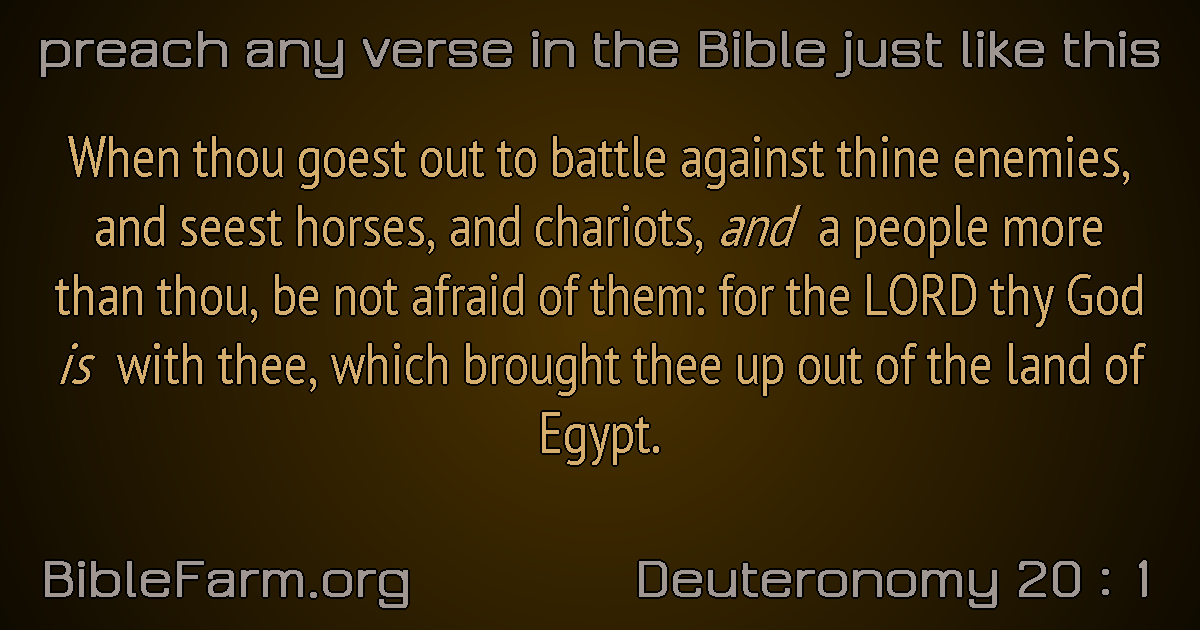 preach any verse in the Bible just like this
When thou goest out to battle against thine enemies,
and seest horses, and chariots, and a people more
than thou, be not afraid of them: for the LORD thy God
is with thee, which brought thee up out of the land of
Egypt.
BibleFarm.org
Deuteronomy 20 : 1